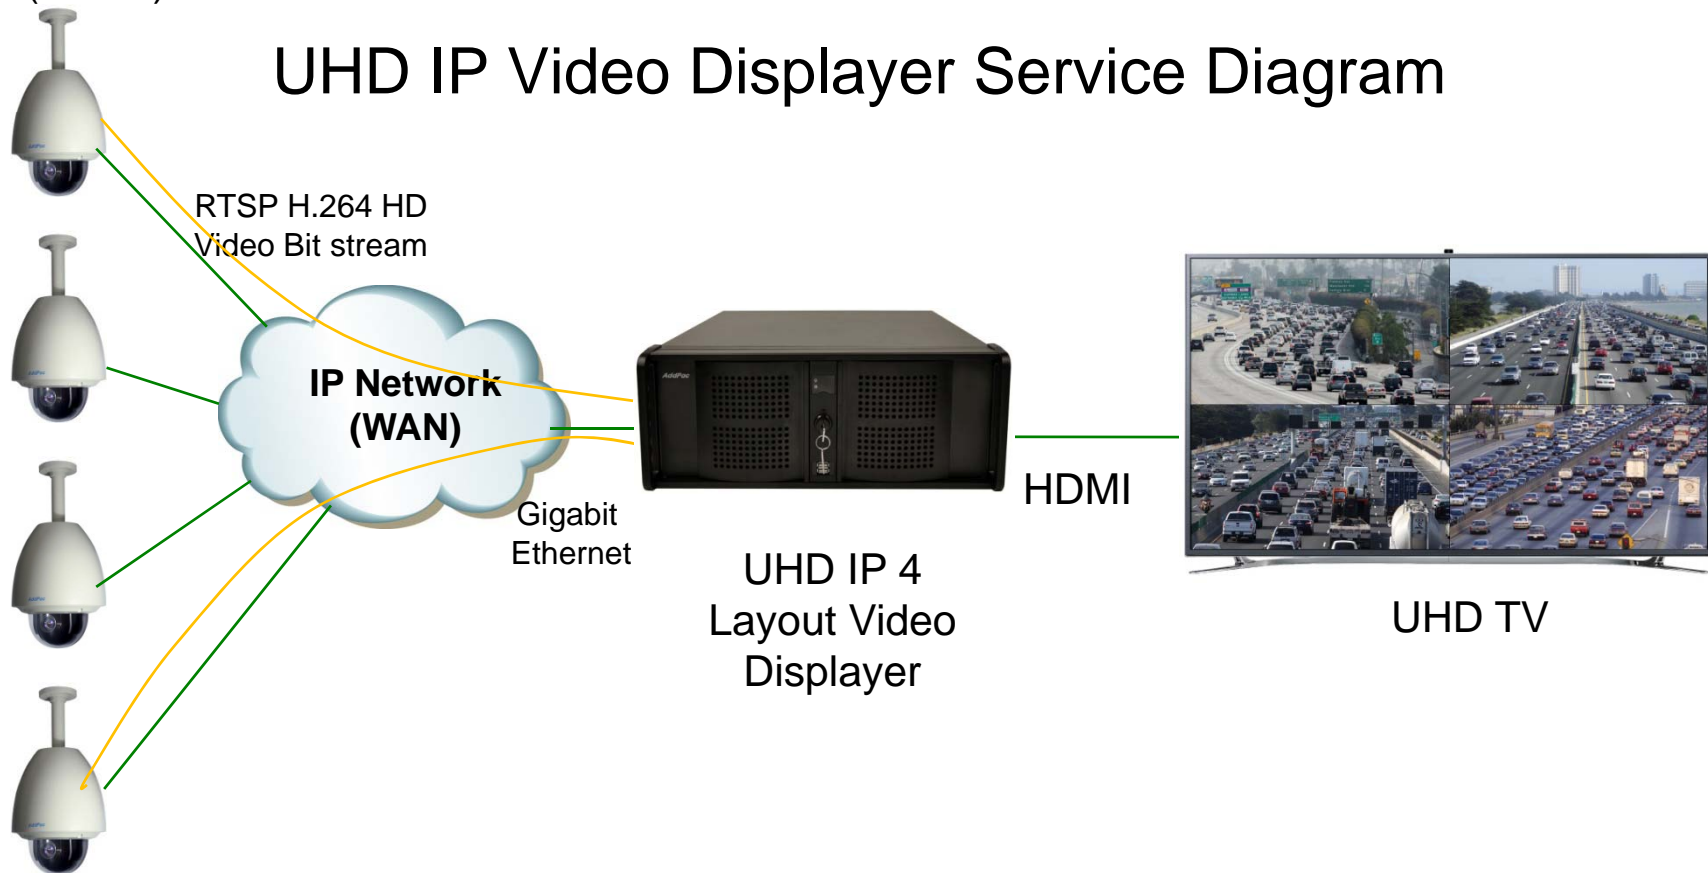 UHD IP Video Displayer Service Diagram
RTSP H.264 HD
Video Bit stream
IP Network
(WAN)
AddPac
Gigabit
Ethernet
HDMI
UHD IP 4
Layout Video
Displayer
UHD TV